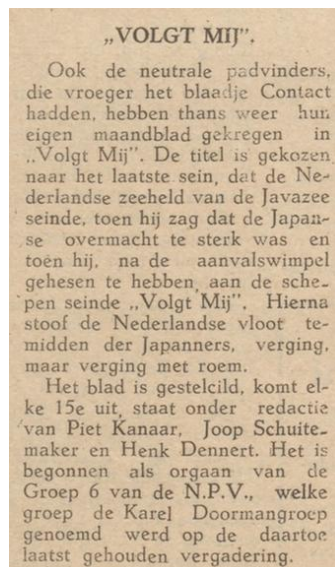 „VOLGT MIJ”.
Ook de neutrale padvinders,
die vroeger het blaadje Contact
hadden, hebben thans weer hun
eigen maandblad gekregen in
„Volgt Mij”. De titel is gekozen
naar het laatste sein, dat de Ne-
derlandse zeeheld van de Javazee
seinde, toen hij zag dat de Japan-
se overmacht te sterk was en
toen hij, na de aanvalswimpel
gehesen te hebben, aan de sche-
pen seinde „Volgt Mij”. Hierna
stoof de Nederlandse vloot te-
midden der Japanners, verging,
maar verging met roem.
Het blad is gestelcild, komt el-
ke 15e uit, staat onder redactie
van Piet Kanaar, Joop Schuite-
maker en Henk Dennert. Het is
begonnen als orgaan van de
Groep 6 van de N.P.V., welke
groep de Karel Doormangroep
genoemd werd op de daartoe
laatst gehouden vergadering.